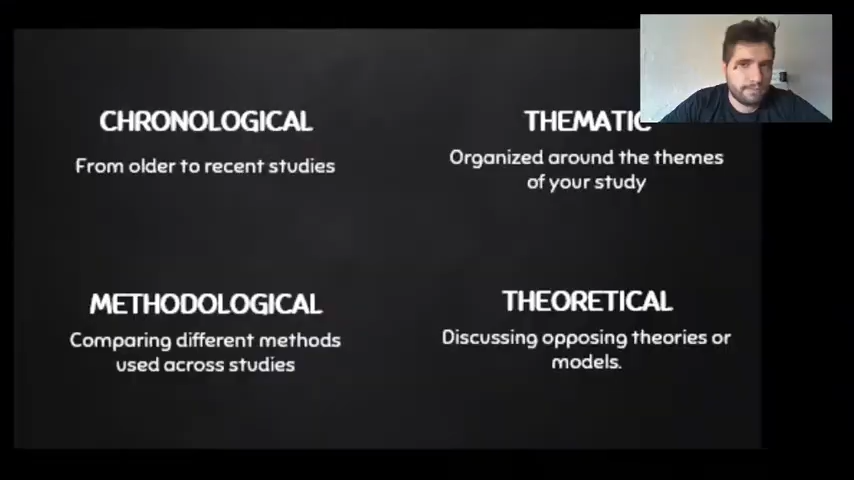 CHRONOLOGICAL
From older to recent studies
THEMATIC
Organized around the themes
of your study
METHODOLOGICAL
Comparing different methods
used across studies
THEORETICAL
Discussing opposing theories or
models.